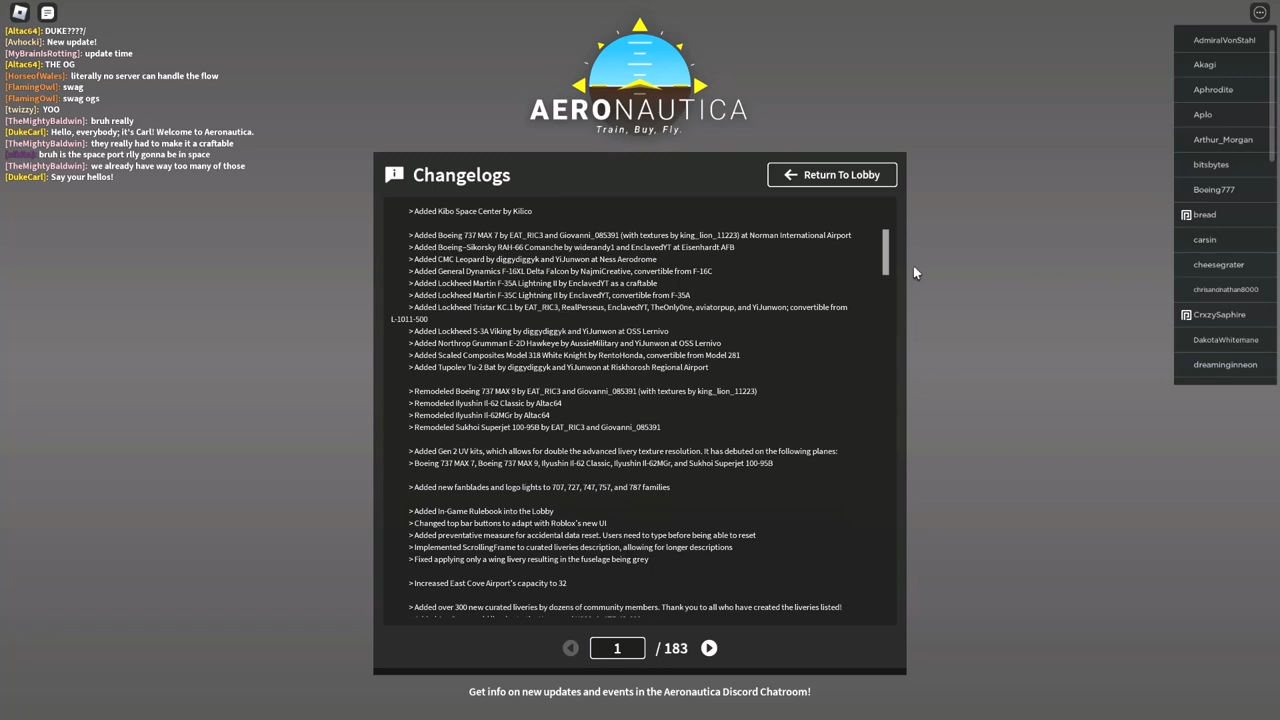 [Altac64]: DUKE????/
[Avhocki]: New update!
[MyBrainIsRotting]: update time
[Altac64]: THE OG
[HorseofWales]: literally no server can handle the flow
[FlamingOwl]: swag
[FlamingOwl]: swag ogs
[twizzy]: YOO
[TheMightyBaldwin]: bruh really
[DukeCarl]: Hello, everybody; it's Carl! Welcome to Aeronautica.
[TheMightyBaldwin]: they really had to make it a craftable
bruh is the space port rlly gonna be in space
[TheMightyBaldwin]: we already have way too many of those
[DukeCarl]: Say your hellos!
AERONAUTICA
Train, Buy, Fly.
Changelogs
Return To Lobby
> Added Kibo Space Center by Kilico
> Added Boeing 737 MAX 7 by EAT_RIC3 and Giovanni_085391 (with textures by king_lion_11223) at Norman International Airport
> Added Boeing–Sikorsky RAH-66 Comanche by widerandy1 and EnclavedYT at Eisenhardt AFB
> Added CMC Leopard by diggydiggyk and YiJunwon at Ness Aerodrome
> Added General Dynamics F-16XL Delta Falcon by NajmiCreative, convertible from F-16C
> Added Lockheed Martin F-35A Lightning II by EnclavedYT as a craftable
> Added Lockheed Martin F-35C Lightning II by EnclavedYT, convertible from F-35A
> Added Lockheed Tristar KC.1 by EAT_RIC3, RealPerseus, EnclavedYT, TheOnly0ne, aviatorpup, and YiJunwon; convertible from
L-1011-500
> Added Lockheed S-3A Viking by diggydiggyk and YiJunwon at OSS Lernivo
> Added Northrop Grumman E-2D Hawkeye by AussieMilitary and YiJunwon at OSS Lernivo
> Added Scaled Composites Model 318 White Knight by RentoHonda, convertible from Model 281
> Added Tupolev Tu-2 Bat by diggydiggyk and YiJunwon at Riskhorosh Regional Airport
> Remodeled Boeing 737 MAX 9 by EAT_RIC3 and Giovanni_085391 (with textures by king_lion_11223)
> Remodeled Ilyushin Il-62 Classic by Altac64
> Remodeled Ilyushin Il-62MGr by Altac64
> Remodeled Sukhoi Superjet 100-95B by EAT_RIC3 and Giovanni_085391
> Added Gen 2 UV kits, which allows for double the advanced livery texture resolution. It has debuted on the following planes:
> Boeing 737 MAX 7, Boeing 737 MAX 9, Ilyushin Il-62 Classic, Ilyushin Il-62MGr, and Sukhoi Superjet 100-95B
> Added new fanblades and logo lights to 707, 727, 747, 757, and 787 families
> Added In-Game Rulebook into the Lobby
> Changed top bar buttons to adapt with Roblox's new UI
> Added preventative measure for accidental data reset. Users need to type before being able to reset
> Implemented ScrollingFrame to curated liveries description, allowing for longer descriptions
> Fixed applying only a wing livery resulting in the fuselage being grey
> Increased East Cove Airport's capacity to 32
> Added over 300 new curated liveries by dozens of community members. Thank you to all who have created the liveries listed!
1 / 183
Get info on new updates and events in the Aeronautica Discord Chatroom!
AdmiralVonStahl
Akagi
Aphrodite
Aplo
Arthur_Morgan
bitsbytes
Boeing777
bread
carsin
cheesegrater
chrisandnathan8000
CrxzySaphire
DakotaWhitemane
dreaminginneon